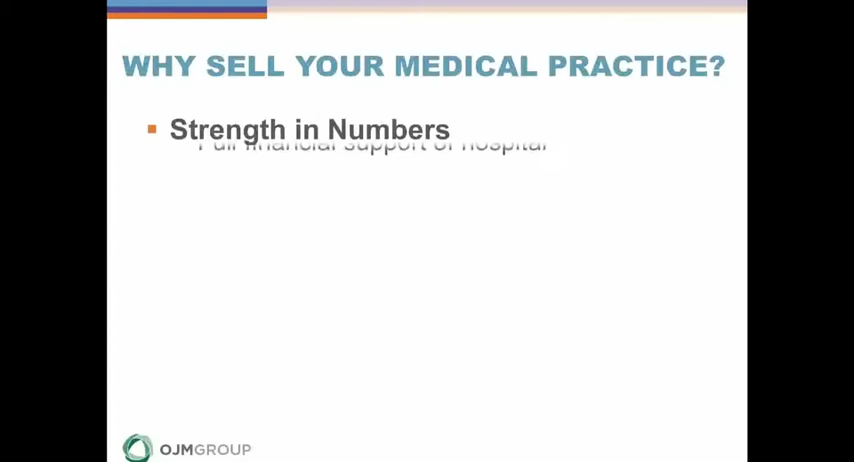 WHY SELL YOUR MEDICAL PRACTICE?
Strength in Numbers
Full financial support of hospital
OJMGROUP